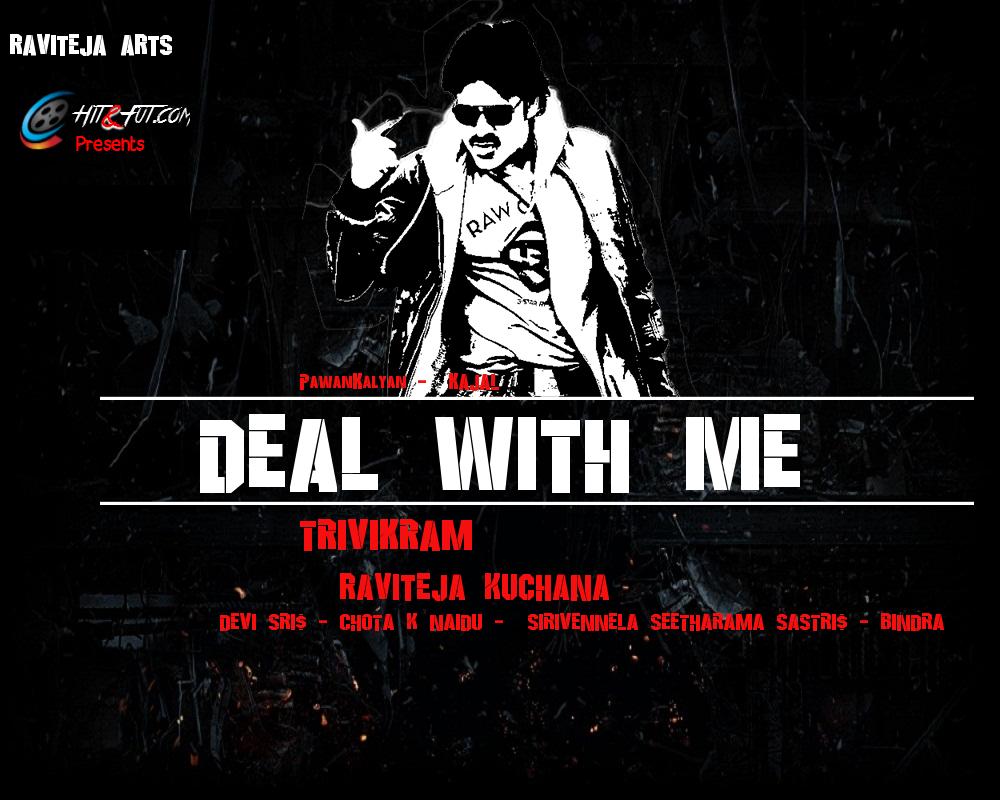 RAVITEJA ARTS
HIT&FUT.COM
Presents
RAW
PAWANKALYAN - KAJAL
DEAL WITH ME
TRIVIKRAM
RAVITEJA KUCHANA
DEVI SRI$ - CHOTA K NAIDU - SIRIVENNELA SEETHARAMA SASTRI$ - BINDRA